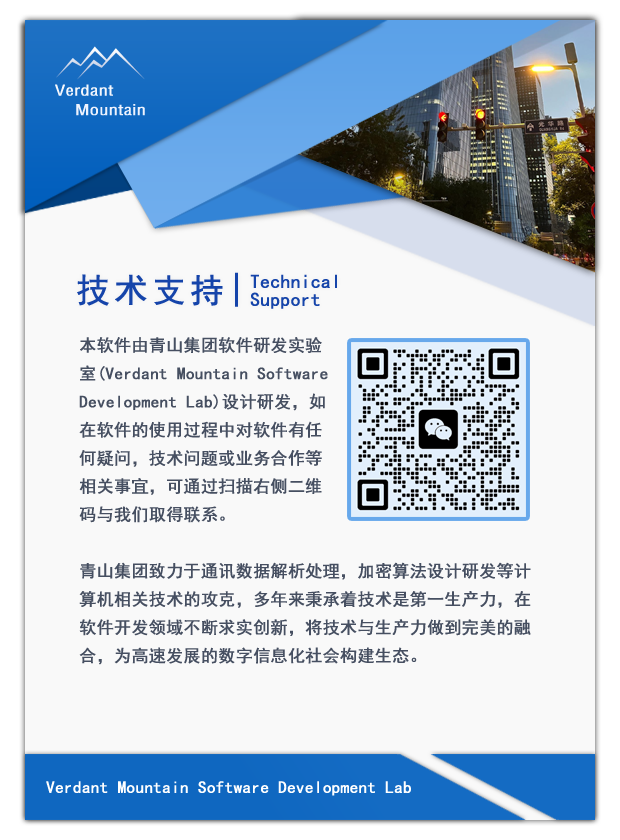 Verdant
Mountain
光华路
技术支持
Technical
Support
本软件由青山集团软件研发实验
室(Verdant Mountain Software
Development Lab)设计研发，如
在软件的使用过程中对软件有任
何疑问，技术问题或业务合作等
相关事宜，可通过扫描右侧二维
码与我们取得联系。
青山集团致力于通讯数据解析处理，加密算法设计研发等计
算机相关技术的攻克，多年来秉承着技术是第一生产力，在
软件开发领域不断求实创新，将技术与生产力做到完美的融
合，为高速发展的数字信息化社会构建生态。
Verdant Mountain Software Development Lab